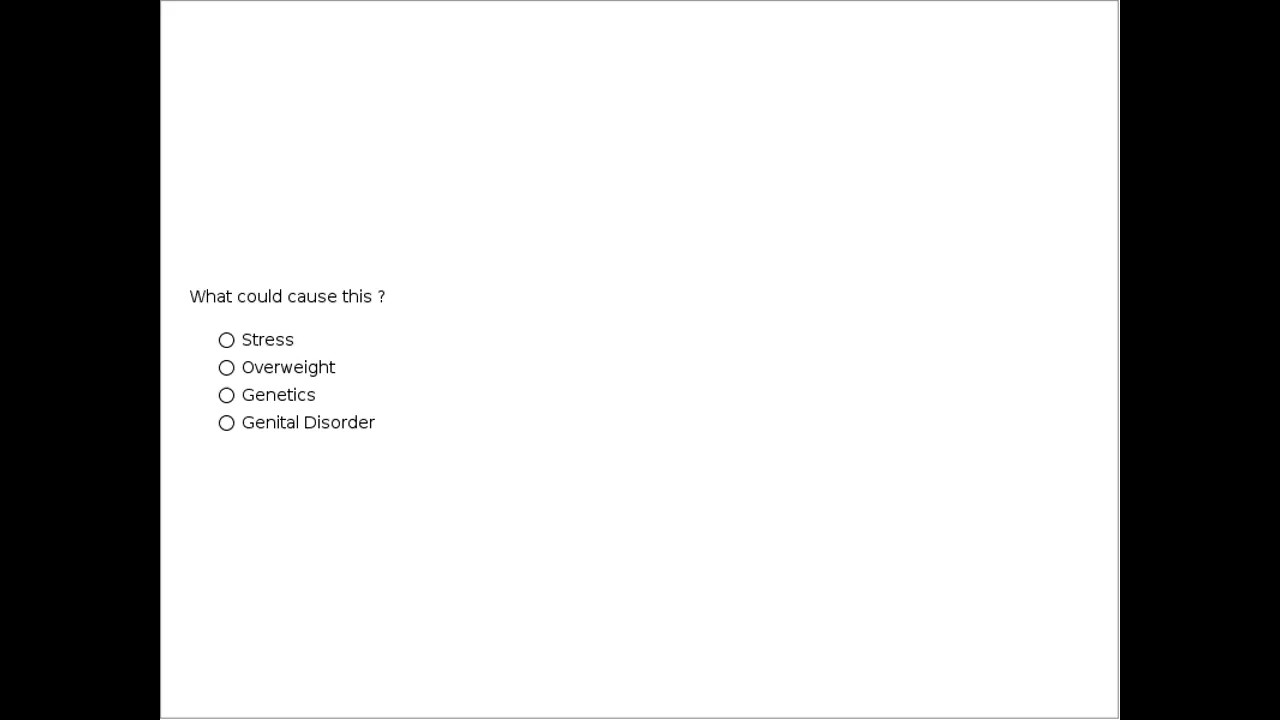 What could cause this ?
Stress
Overweight
Genetics
Genital Disorder